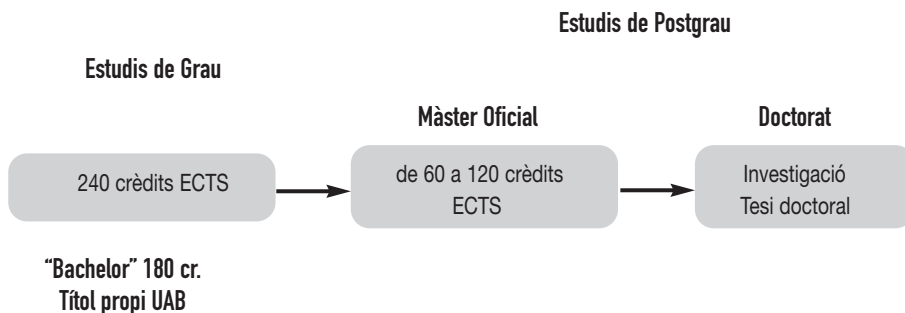 Estudis de Postgrau
Estudis de Grau
Màster Oficial
Doctorat
240 crèdits ECTS
de 60 a 120 crèdits
ECTS
Investigació
Tesi doctoral
“Bachelor” 180 cr.
Títol propi UAB